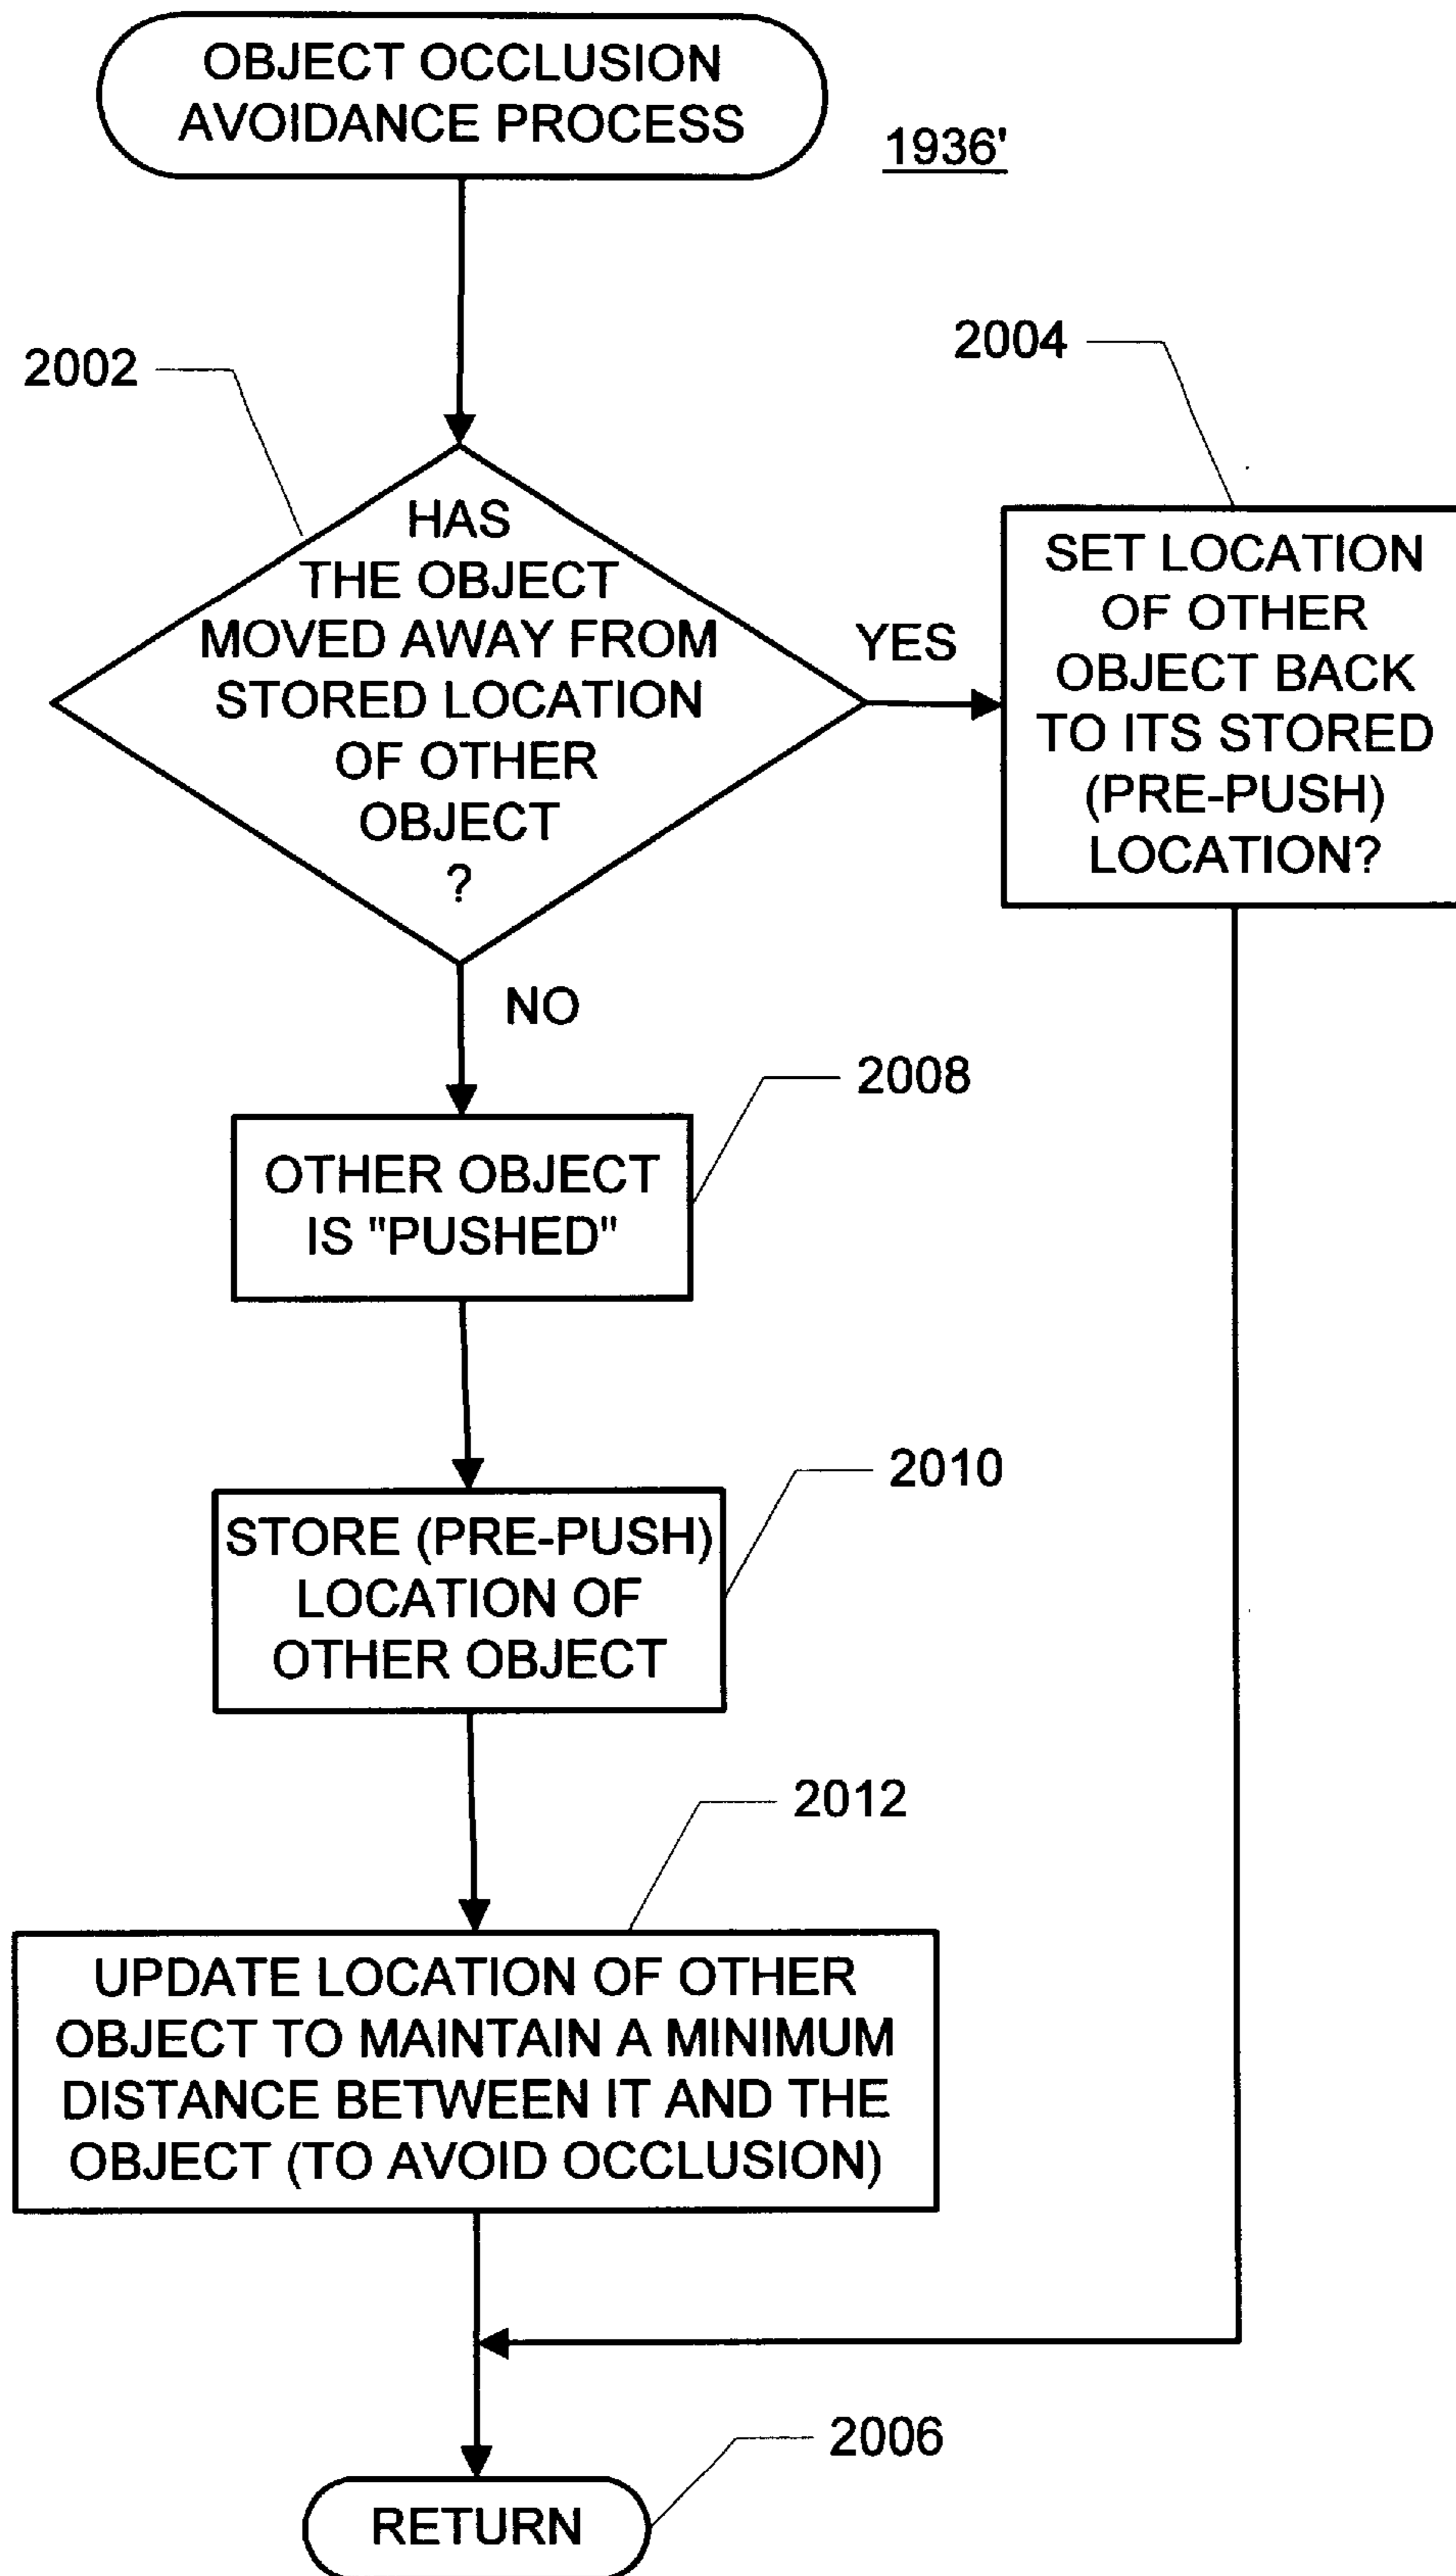 OBJECT OCCLUSION
AVOIDANCE PROCESS
1936'
2002
HAS
THE OBJECT
MOVED AWAY FROM
STORED LOCATION
OF OTHER
OBJECT
?
YES
2004
SET LOCATION
OF OTHER
OBJECT BACK
TO ITS STORED
(PRE-PUSH)
LOCATION?
NO
2008
OTHER OBJECT
IS "PUSHED"
2010
STORE (PRE-PUSH)
LOCATION OF
OTHER OBJECT
2012
UPDATE LOCATION OF OTHER
OBJECT TO MAINTAIN A MINIMUM
DISTANCE BETWEEN IT AND THE
OBJECT (TO AVOID OCCLUSION)
2006
RETURN